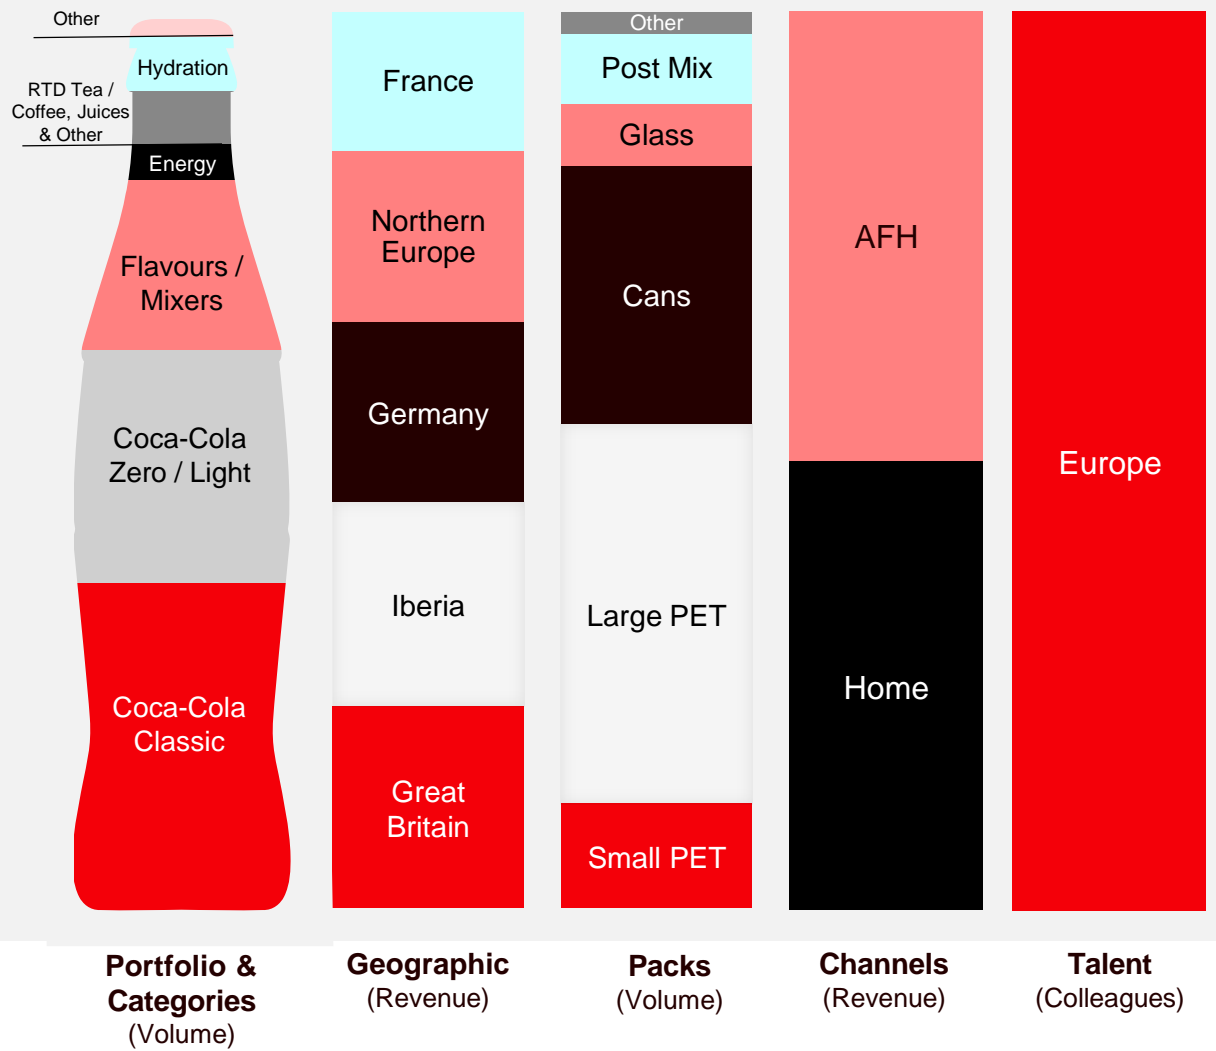 Other
Hydration
RTD Tea /
Coffee, Juices
& Other
Energy
Flavours /
Mixers
Coca-Cola
Zero / Light
Coca-Cola
Classic
Portfolio &
Categories
(Volume)
France
Northern
Europe
Germany
Iberia
Great
Britain
Geographic
(Revenue)
Other
Post Mix
Glass
Cans
Large PET
Small PET
Packs
(Volume)
AFH
Home
Channels
(Revenue)
Europe
Talent
(Colleagues)